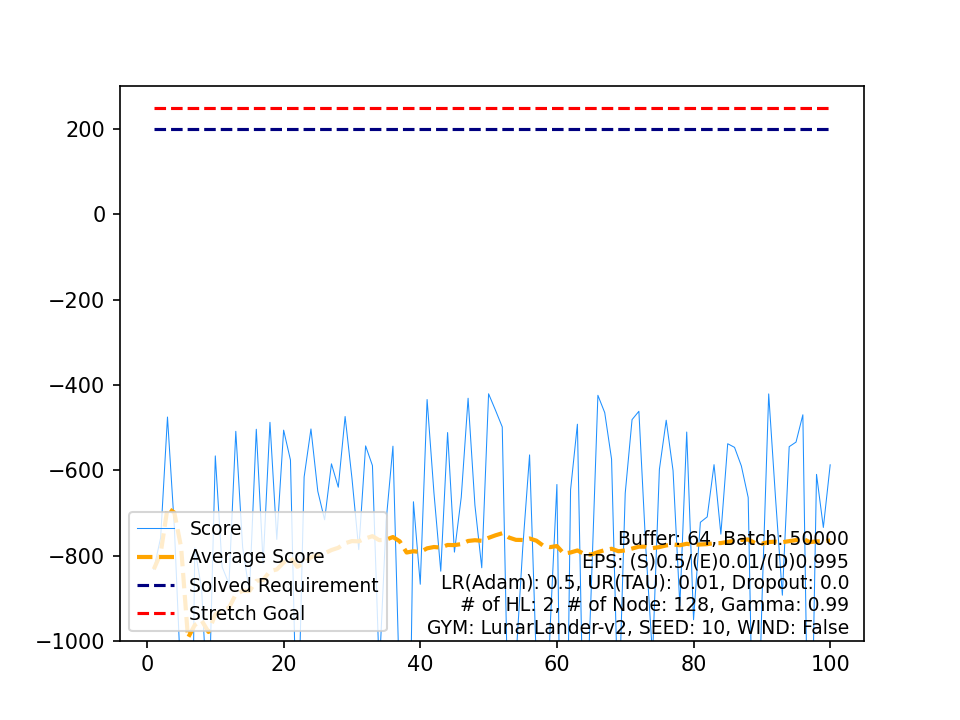 200
0
−200
−400
−600
−800
−1000
Score
Average Score
Solved Requirement
Stretch Goal
Buffer: 64, Batch: 50000
EPS: (S)0.5/(E)0.01/(D)0.995
LR(Adam): 0.5, UR(TAU): 0.01, Dropout: 0.0
# of HL: 2, # of Node: 128, Gamma: 0.99
GYM: LunarLander-v2, SEED: 10, WIND: False
0 20 40 60 80 100